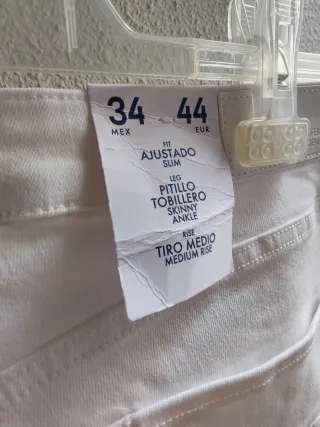 34 44
MEX EUR
FIT
AJUSTADO
SLIM
LEG
PITILLO
TOBILLERO
SKINNY
ANKLE
RISE
TIRO MEDIO
MEDIUM RISE